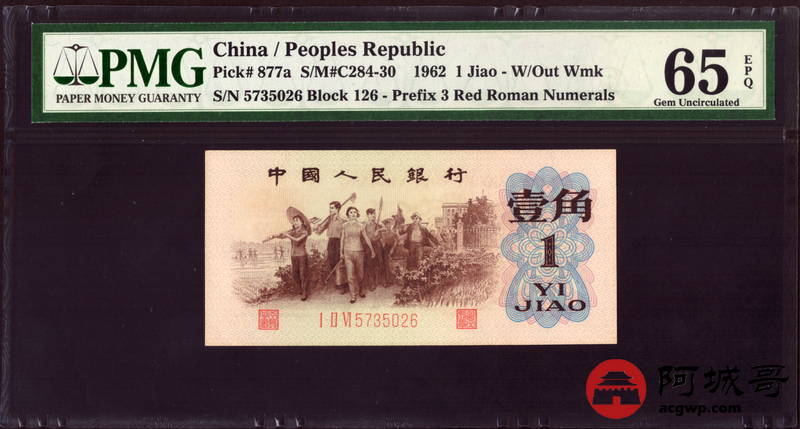 PMG
PAPER MONEY GUARANTY
China / Peoples Republic
Pick# 877a S/M#C284-30 1962 1 Jiao - W/Out Wmk
S/N 5735026 Block 126 - Prefix 3 Red Roman Numerals
65
EPQ
Gem Uncirculated
中國人民銀行
壹角
1
YI
JIAO
I II VI 5735026
阿城哥
acgwp.com